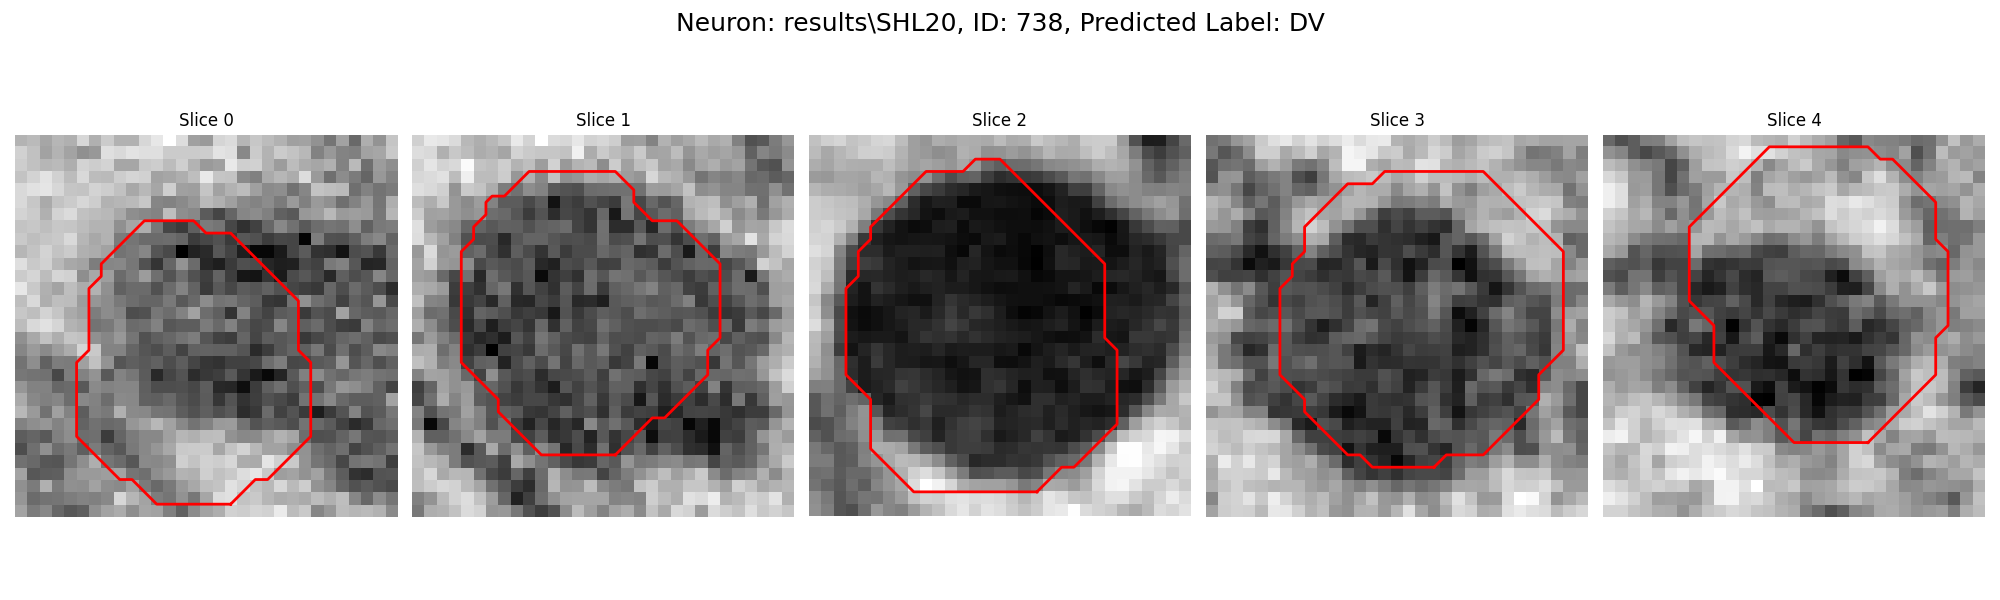 Neuron: results\SHL20, ID: 738, Predicted Label: DV
Slice 0
Slice 1
Slice 2
Slice 3
Slice 4